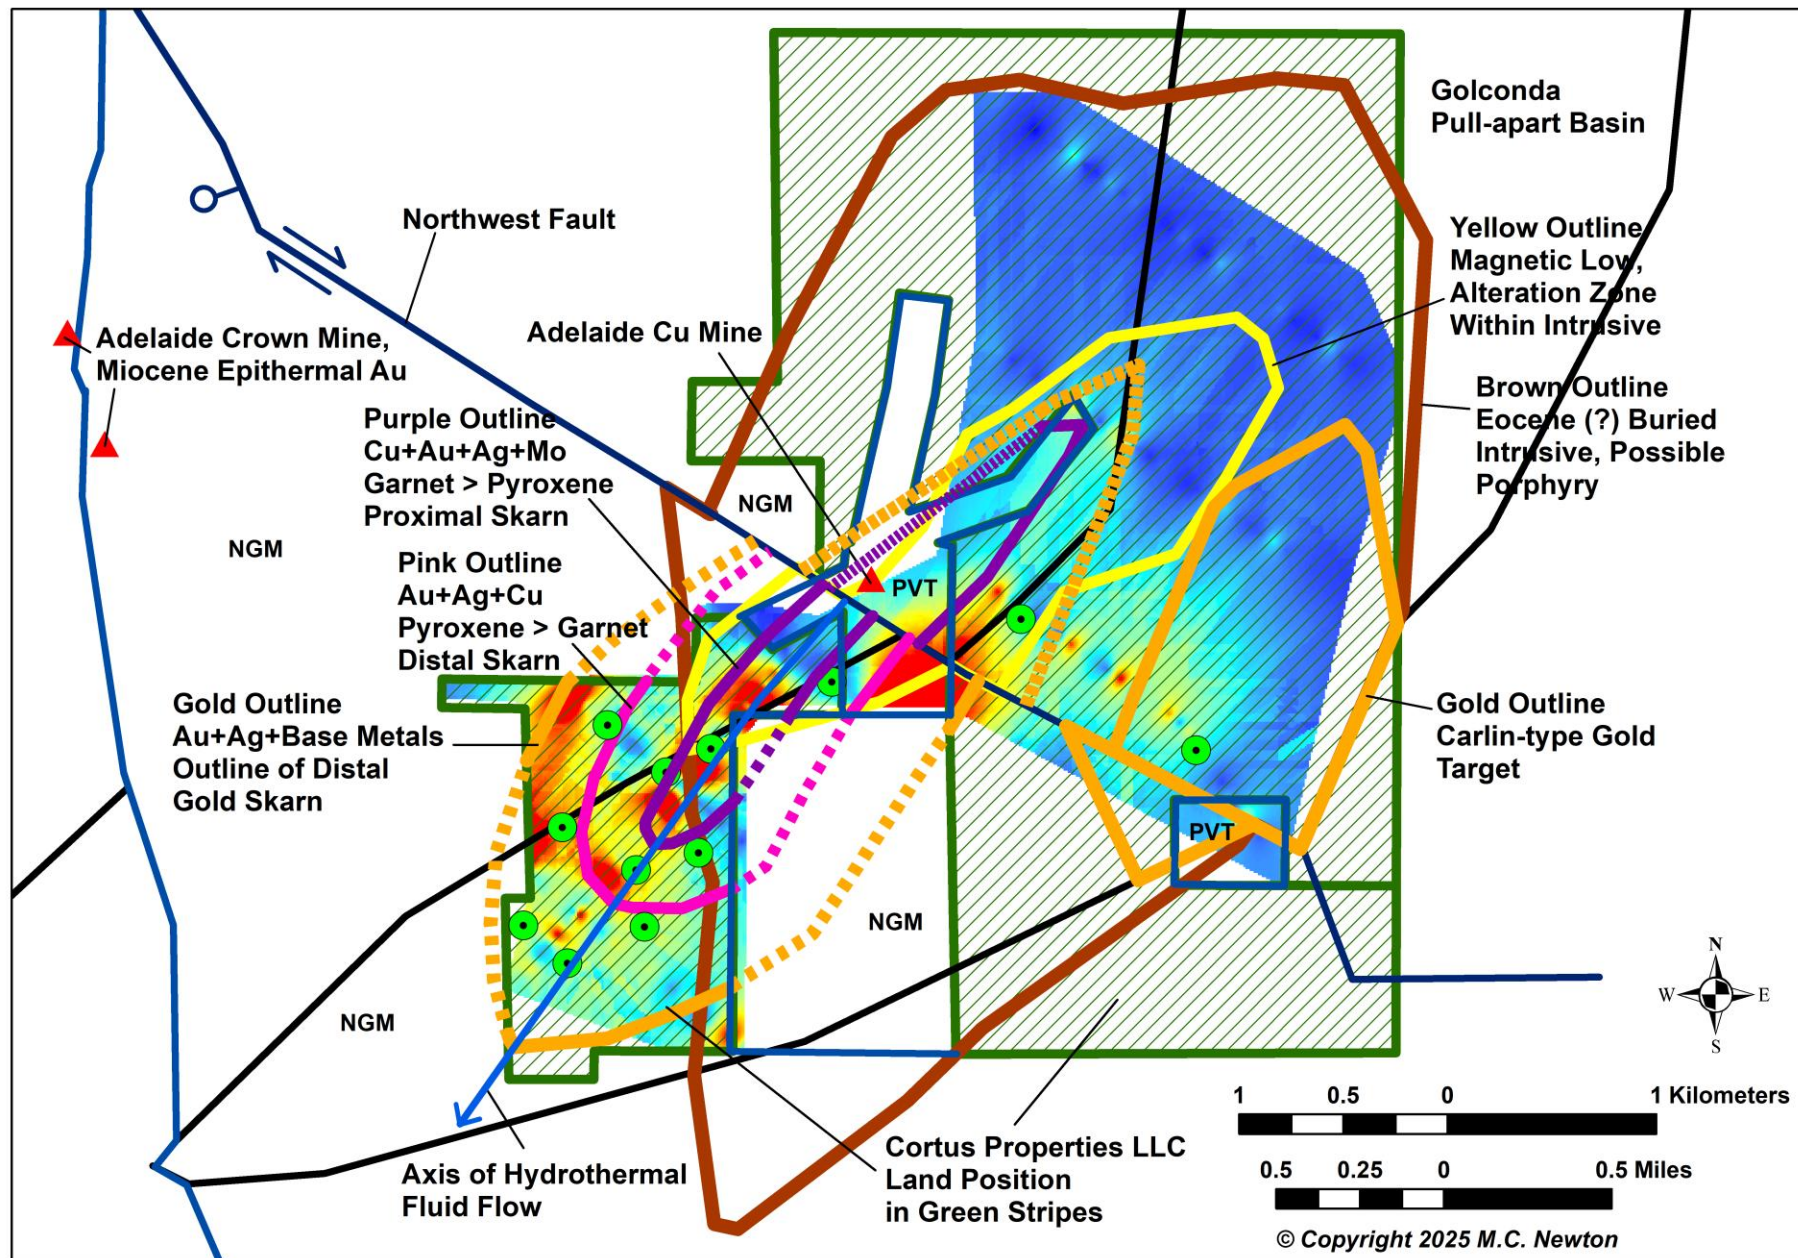 Golconda
Pull-apart Basin
Northwest Fault
Yellow Outline
Magnetic Low,
Alteration Zone
Within Intrusive
Adelaide Crown Mine,
Miocene Epithermal Au
Adelaide Cu Mine
Brown Outline
Eocene (?) Buried
Intrusive, Possible
Porphyry
Purple Outline
Cu+Au+Ag+Mo
Garnet > Pyroxene
Proximal Skarn
NGM
NGM
Pink Outline
Au+Ag+Cu
Pyroxene > Garnet
Distal Skarn
PVT
Gold Outline
Au+Ag+Base Metals
Outline of Distal
Gold Skarn
Gold Outline
Carlin-type Gold
Target
PVT
NGM
NGM
N
W
E
S
Axis of Hydrothermal
Fluid Flow
Cortus Properties LLC
Land Position
in Green Stripes
1 0.5 0 1 Kilometers
0.5 0.25 0 0.5 Miles
© Copyright 2025 M.C. Newton